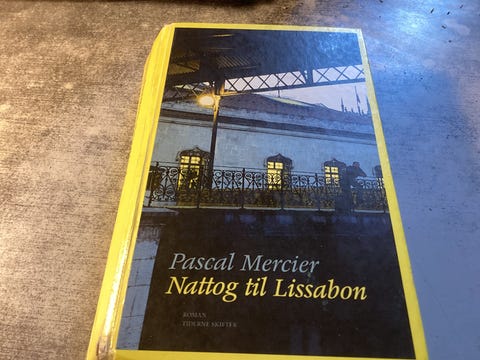 Pascal Mercier
Nattog til Lissabon
ROMAN
TIDERNE SKIFTER